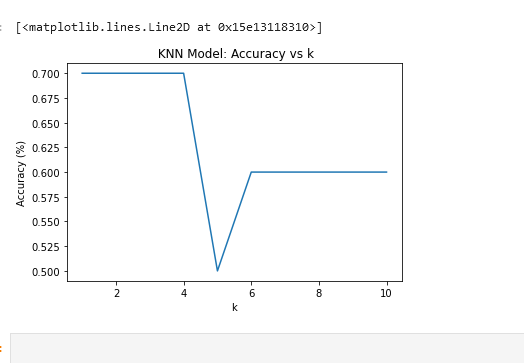 [<matplotlib.lines.Line2D at 0x15e13118310>]
KNN Model: Accuracy vs k
0.700
0.675
0.650
0.625
0.600
0.575
0.550
0.525
0.500
Accuracy (%)
2 4 6 8 10
k